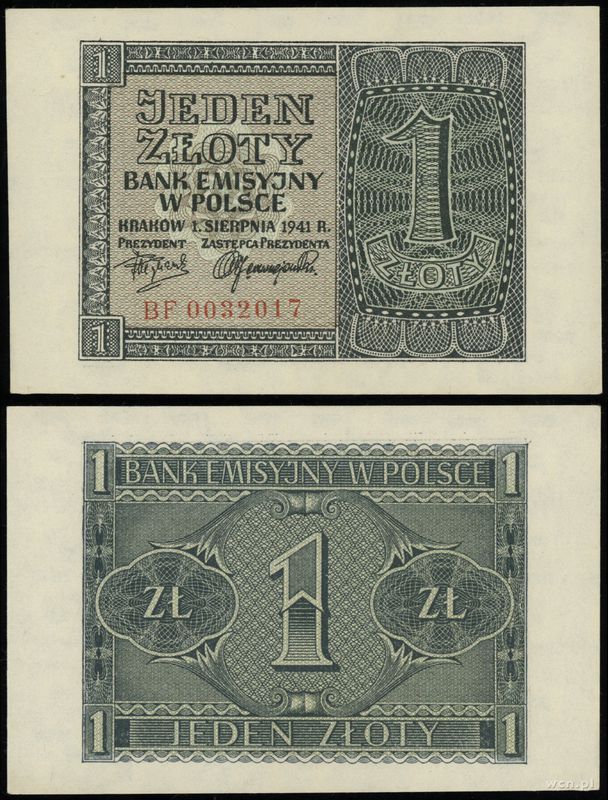 1
JEDEN
ZŁOTY
BANK EMISYJNY
W POLSCE
KRAKÓW 1. SIERPNIA 1941 R.
PREZYDENT ZASTĘPCA PREZYDENTA
BF 0032017
1
1
ZŁOTY
1 BANK EMISYJNY W POLSCE 1
ZŁ 1 ZŁ
1 JEDEN ZŁOTY 1
wcn.pl